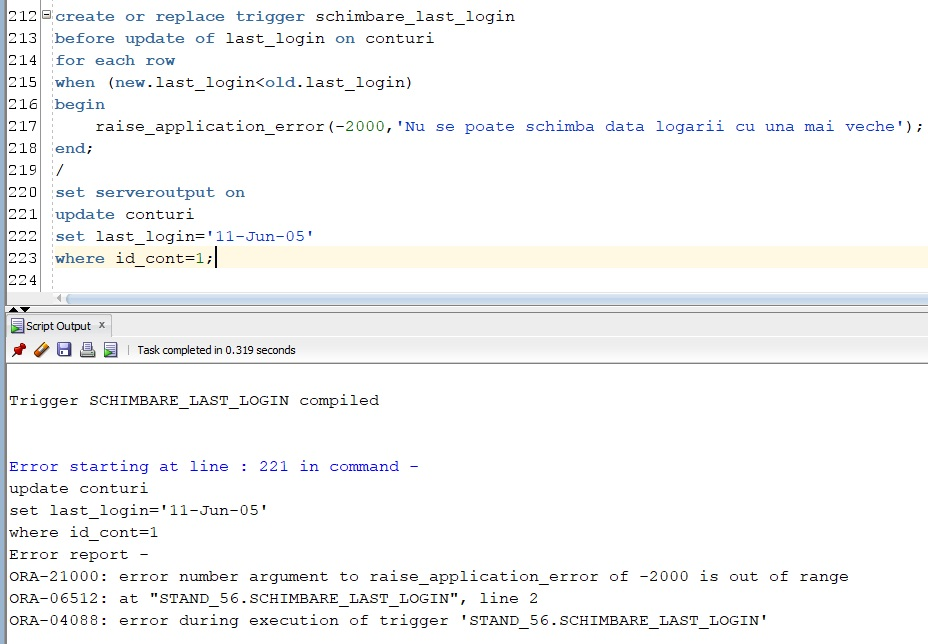 212 create or replace trigger schimbare_last_login
213 before update of last_login on conturi
214 for each row
215 when (new.last_login<old.last_login)
216 begin
217     raise_application_error(-2000,'Nu se poate schimba data logarii cu una mai veche');
218 end;
219 /
220 set serveroutput on
221 update conturi
222 set last_login='11-Jun-05'
223 where id_cont=1;
224
Script Output x
Task completed in 0.319 seconds
Trigger SCHIMBARE_LAST_LOGIN compiled
Error starting at line : 221 in command -
update conturi
set last_login='11-Jun-05'
where id_cont=1
Error report -
ORA-21000: error number argument to raise_application_error of -2000 is out of range
ORA-06512: at "STAND_56.SCHIMBARE_LAST_LOGIN", line 2
ORA-04088: error during execution of trigger 'STAND_56.SCHIMBARE_LAST_LOGIN'